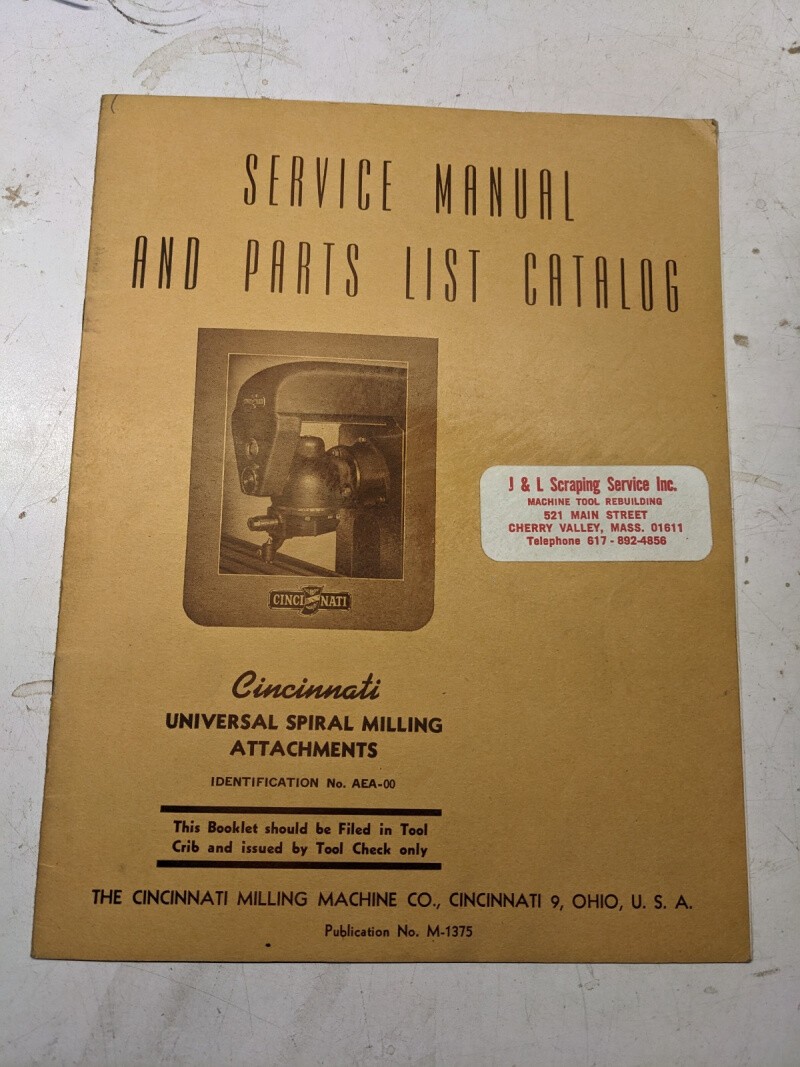 SERVICE MANUAL
AND PARTS LIST CATALOG
J & L Scraping Service Inc.
MACHINE TOOL REBUILDING
521 MAIN STREET
CHERRY VALLEY, MASS. 01611
Telephone 617 - 892-4856
CINCINNATI
Cincinnati
UNIVERSAL SPIRAL MILLING
ATTACHMENTS
IDENTIFICATION No. AEA-00
This Booklet should be Filed in Tool
Crib and issued by Tool Check only
THE CINCINNATI MILLING MACHINE CO., CINCINNATI 9, OHIO, U. S. A.
Publication No. M-1375